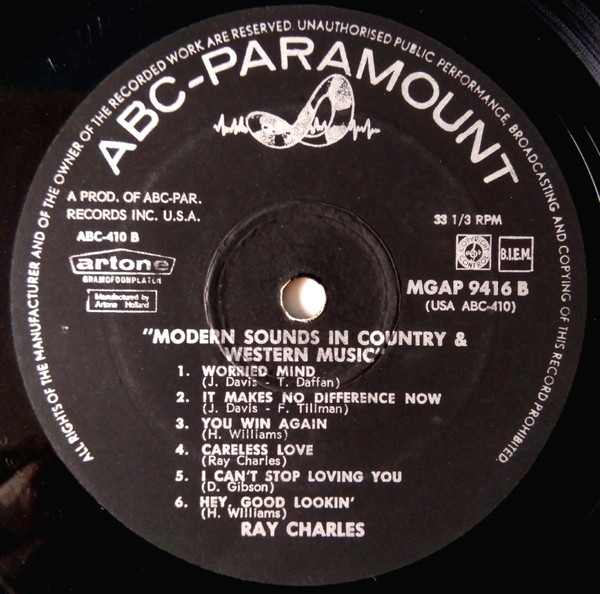 ALL RIGHTS OF THE MANUFACTURER AND OF THE OWNER OF THE RECORDED WORK ARE RESERVED. UNAUTHORISED PUBLIC PERFORMANCE, BROADCASTING AND COPYING OF THIS RECORD PROHIBITED.
ABC-PARAMOUNT
A PROD. OF ABC-PAR.
RECORDS INC. U.S.A.
33 1/3 RPM
ABC-410 B
artone
GRAMOFOONPLATEN
Manufactured by
Artone Holland
COPYRIGHT
CONTROL
B.I.E.M.
MGAP 9416 B
(USA ABC-410)
"MODERN SOUNDS IN COUNTRY &
WESTERN MUSIC"
1. WORRIED MIND
(J. Davis - T. Daffan)
2. IT MAKES NO DIFFERENCE NOW
(J. Davis - F. Tillman)
3. YOU WIN AGAIN
(H. Williams)
4. CARELESS LOVE
(Ray Charles)
5. I CAN'T STOP LOVING YOU
(D. Gibson)
6. HEY, GOOD LOOKIN'
(H. Williams)
RAY CHARLES